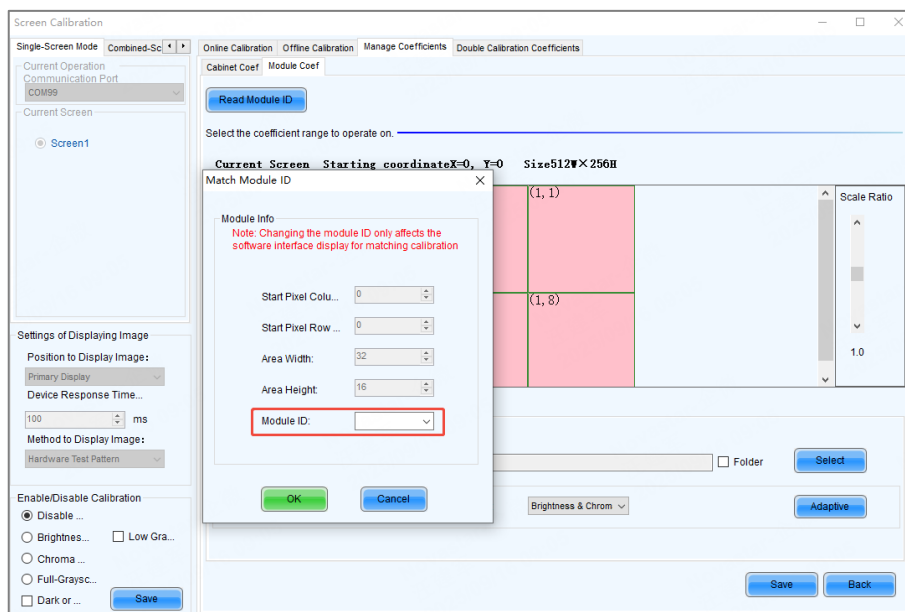 Screen Calibration
Single-Screen Mode Combined-Sc
Online Calibration Offline Calibration Manage Coefficients Double Calibration Coefficients
Cabinet Coef Module Coef
Current Operation
Communication Port
COM99
Current Screen
Screen1
Read Module ID
Select the coefficient range to operate on.
Current Screen Starting coordinateX=0, Y=0 Size512W×256H
Match Module ID
Module Info
Note: Changing the module ID only affects the
software interface display for matching calibration
Start Pixel Colu... 0
Start Pixel Row ... 0
Area Width: 32
Area Height: 16
Module ID:
OK Cancel
(1, 1)
(1, 8)
Scale Ratio
1.0
Settings of Displaying Image
Position to Display Image:
Primary Display
Device Response Time...
100 ms
Method to Display Image:
Hardware Test Pattern
Folder Select
Brightness & Chrom Adaptive
Enable/Disable Calibration
Disable ...
Brightnes... Low Gra...
Chroma ...
Full-Graysc...
Dark or ... Save
Save Back